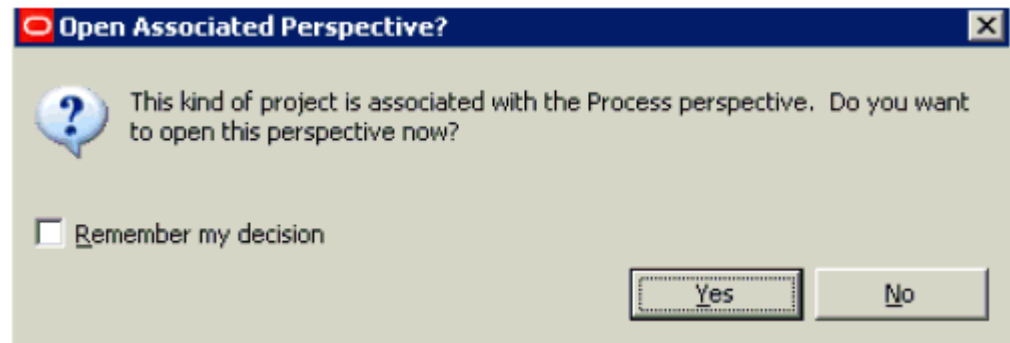 Open Associated Perspective?
This kind of project is associated with the Process perspective. Do you want
to open this perspective now?
Remember my decision
Yes
No